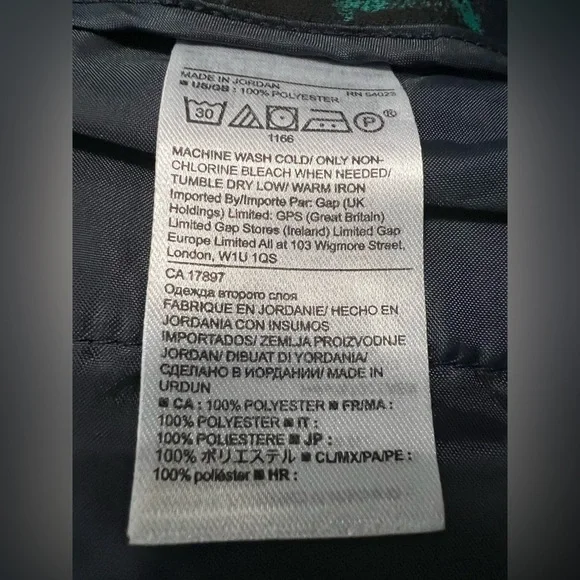 MADE IN JORDAN RN 54023
■ US/GB : 100% POLYESTER
30 P ®
1166
MACHINE WASH COLD/ ONLY NON-
CHLORINE BLEACH WHEN NEEDED/
TUMBLE DRY LOW/ WARM IRON
Imported By/Importe Par: Gap (UK
Holdings) Limited: GPS (Great Britain)
Limited Gap Stores (Ireland) Limited Gap
Europe Limited All at 103 Wigmore Street,
London, W1U 1QS
CA 17897
Одежда второго слоя
FABRIQUE EN JORDANIE/ HECHO EN
JORDANIA CON INSUMOS
IMPORTADOS/ ZEMLJA PROIZVODNJE
JORDAN/ DIBUAT DI YORDANIA/
СДЕЛАНО В ИОРДАНИИ/ MADE IN
URDUN
■ CA : 100% POLYESTER ■ FR/MA :
100% POLYESTER ■ IT :
100% POLIESTERE ■ JP :
100% ポリエステル ■ CL/MX/PA/PE :
100% poliéster ■ HR :